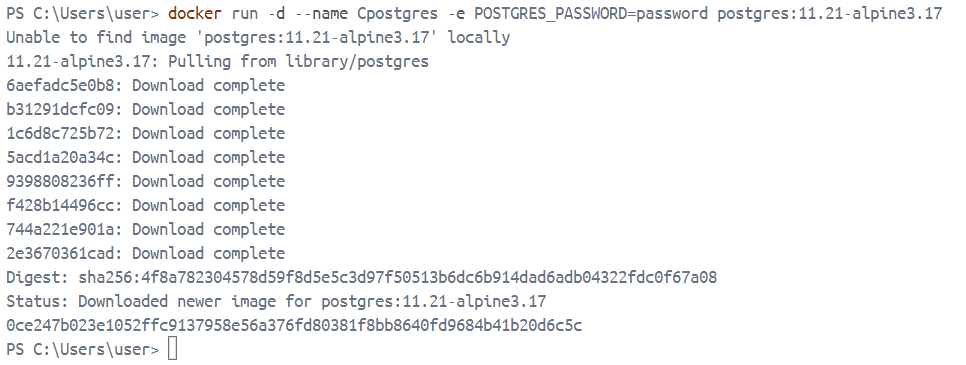 PS C:\Users\user> docker run -d --name Cpostgres -e POSTGRES_PASSWORD=password postgres:11.21-alpine3.17
Unable to find image 'postgres:11.21-alpine3.17' locally
11.21-alpine3.17: Pulling from library/postgres
6aefadc5e0b8: Download complete
b31291dcfc09: Download complete
1c6d8c725b72: Download complete
5acd1a20a34c: Download complete
9398808236ff: Download complete
f428b14496cc: Download complete
744a221e901a: Download complete
2e3670361cad: Download complete
Digest: sha256:4f8a782304578d59f8d5e5c3d97f50513b6dc6b914dad6adb04322fdc0f67a08
Status: Downloaded newer image for postgres:11.21-alpine3.17
0ce247b023e1052ffc9137958e56a376fd80381f8bb8640fd9684b41b20d6c5c
PS C:\Users\user>